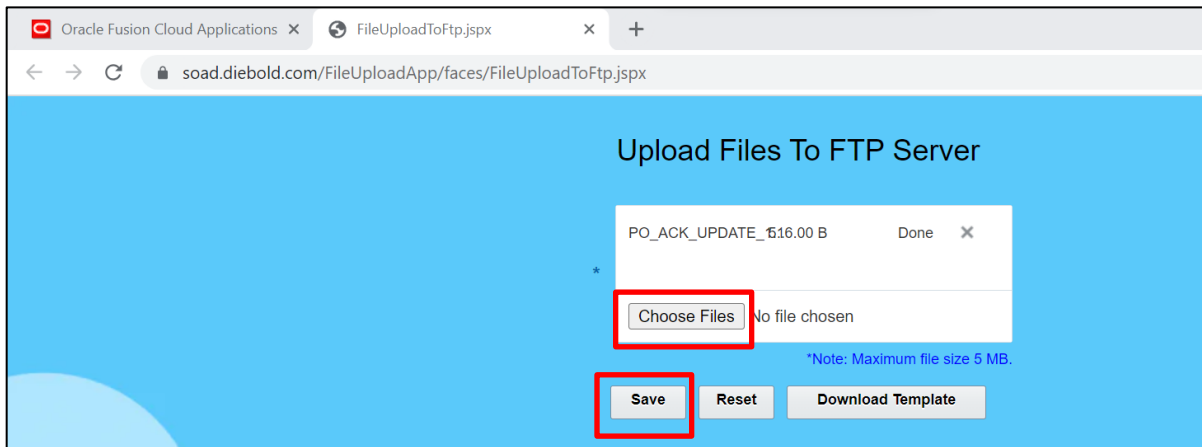 Oracle Fusion Cloud Applications
FileUploadToFtp.jspx
soad.diebold.com/FileUploadApp/faces/FileUploadToFtp.jspx
Upload Files To FTP Server
PO_ACK_UPDATE_ 516.00 B Done
*
Choose Files No file chosen
*Note: Maximum file size 5 MB.
Save Reset Download Template